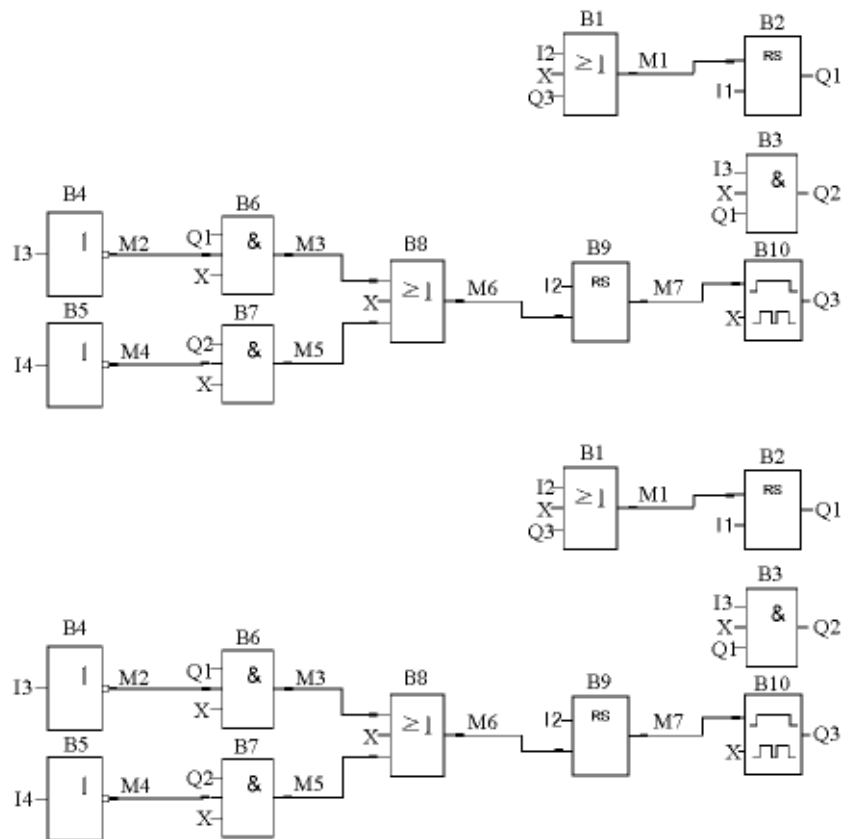 B1 B2
I2 ≥1 M1 RS
X Q1
Q3 I1
B3
I3 &
B4 B6 X Q2
Q1 & Q1
I3 1 M2 M3 B8 B9 B10
X I2 RS
B5 B7 X ≥1 M6 M7 Q3
Q2 & X
I4 1 M4 M5
X
B1 B2
I2 ≥1 M1 RS
X Q1
Q3 I1
B3
I3 &
B4 B6 X Q2
Q1 & Q1
I3 1 M2 M3 B8 B9 B10
X I2 RS
B5 B7 X ≥1 M6 M7 Q3
Q2 & X
I4 1 M4 M5
X